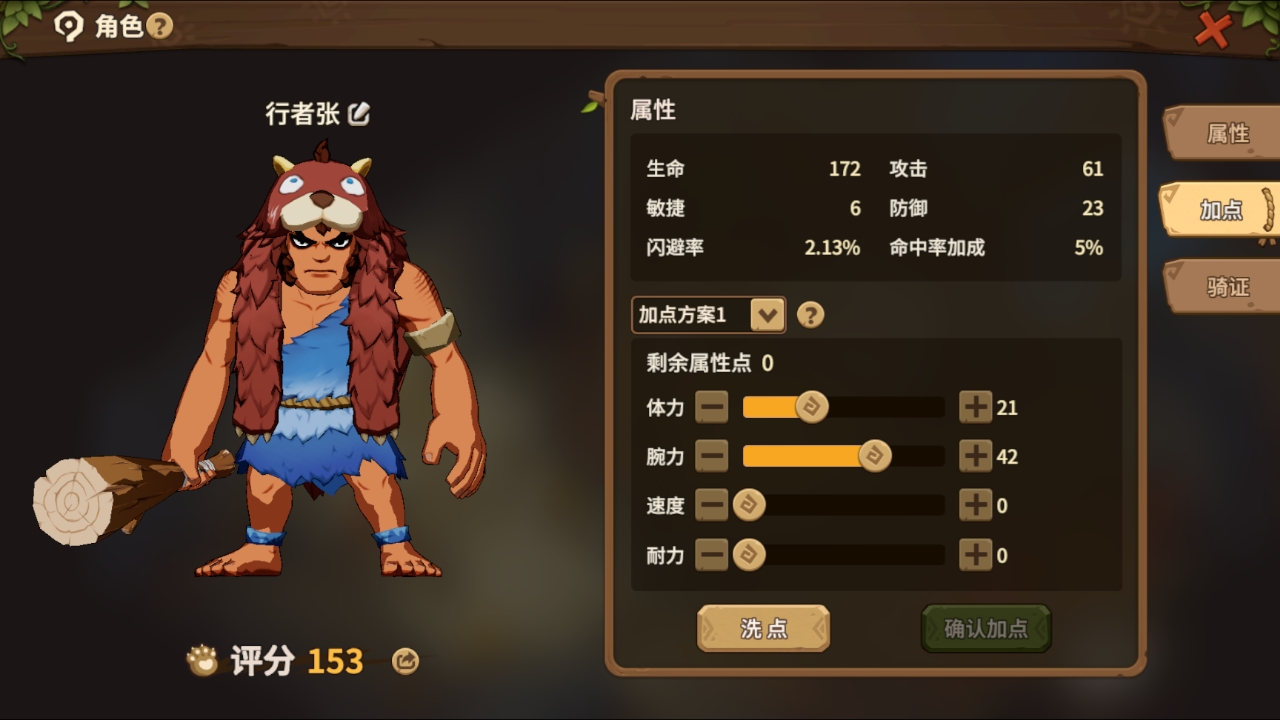 角色?
行者张
属性
生命 172 攻击 61
敏捷 6 防御 23
闪避率 2.13% 命中率加成 5%
加点方案1 ?
剩余属性点 0
体力 21
腕力 42
速度 0
耐力 0
洗点 确认加点
评分 153
属性
加点
骑证